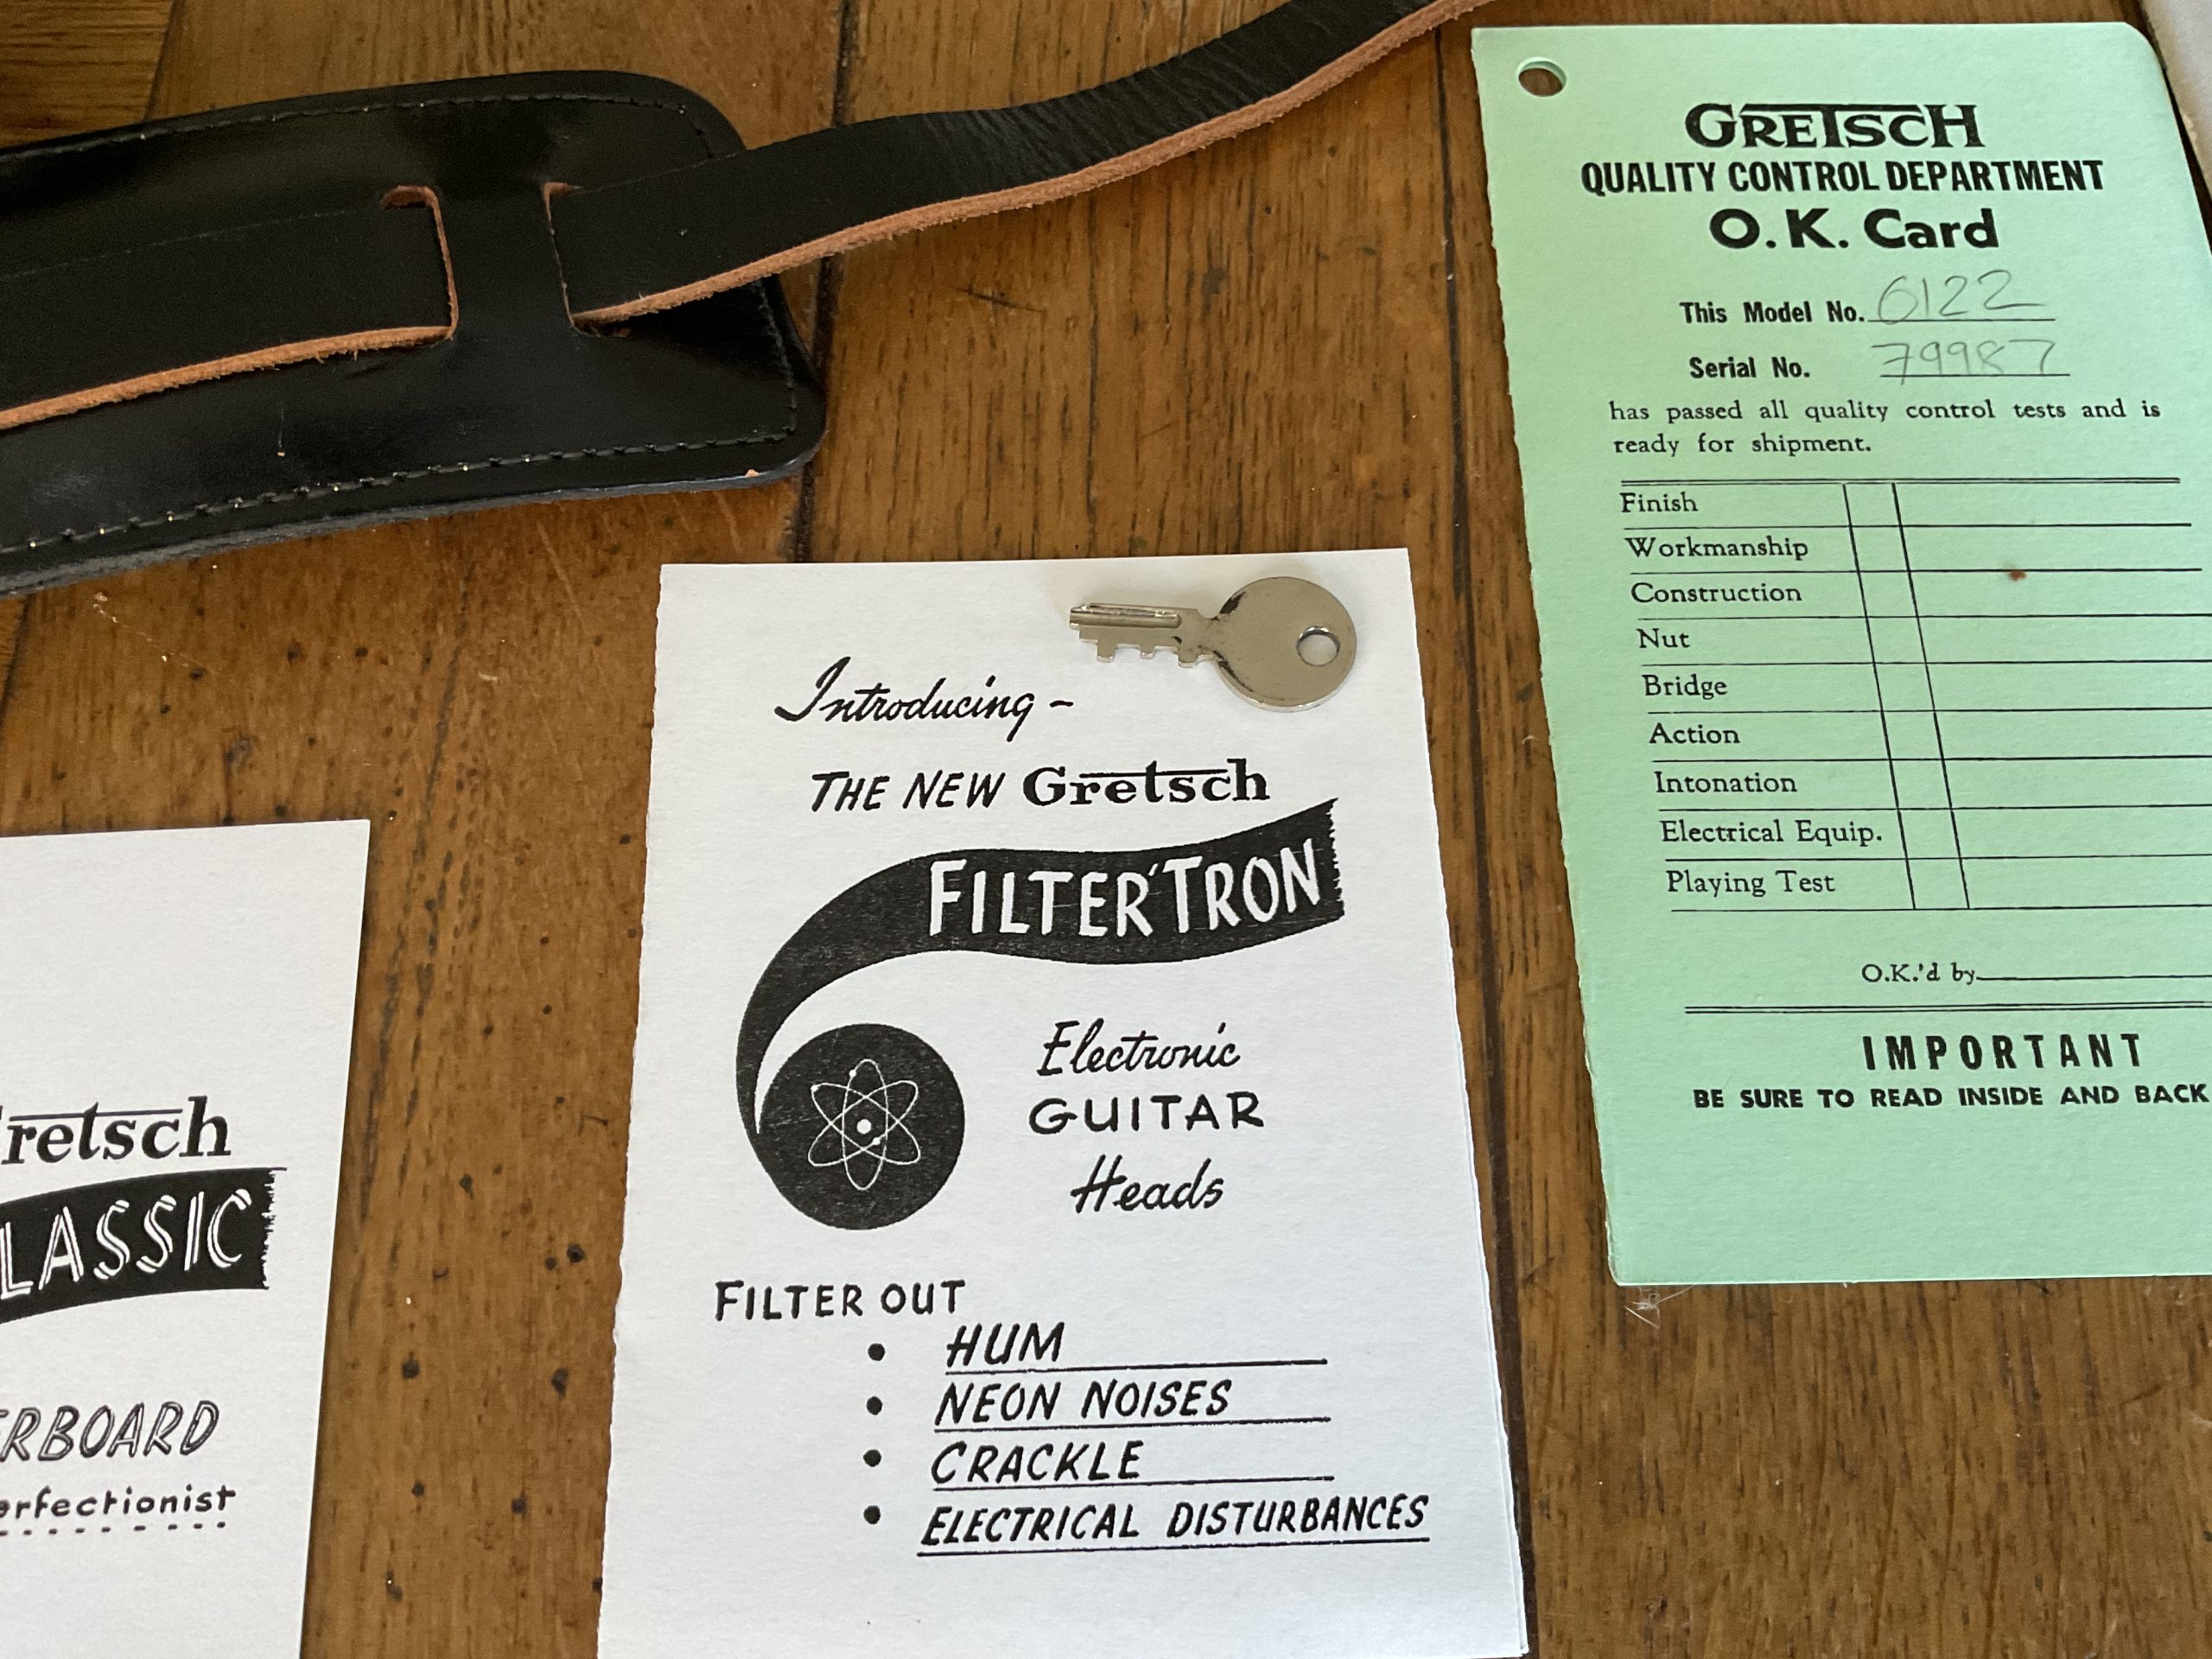 GRETSCH
QUALITY CONTROL DEPARTMENT
O.K. Card
This Model No. 6122
Serial No. 79987
has passed all quality control tests and is
ready for shipment.
Finish
Workmanship
Construction
Nut
Bridge
Action
Intonation
Electrical Equip.
Playing Test
O.K.'d by
IMPORTANT
BE SURE TO READ INSIDE AND BACK
Introducing -
THE NEW Gretsch
FILTER'TRON
Electronic
GUITAR
Heads
FILTER OUT
• HUM
• NEON NOISES
• CRACKLE
• ELECTRICAL DISTURBANCES
retsch
LASSIC
ERBOARD
erfectionist